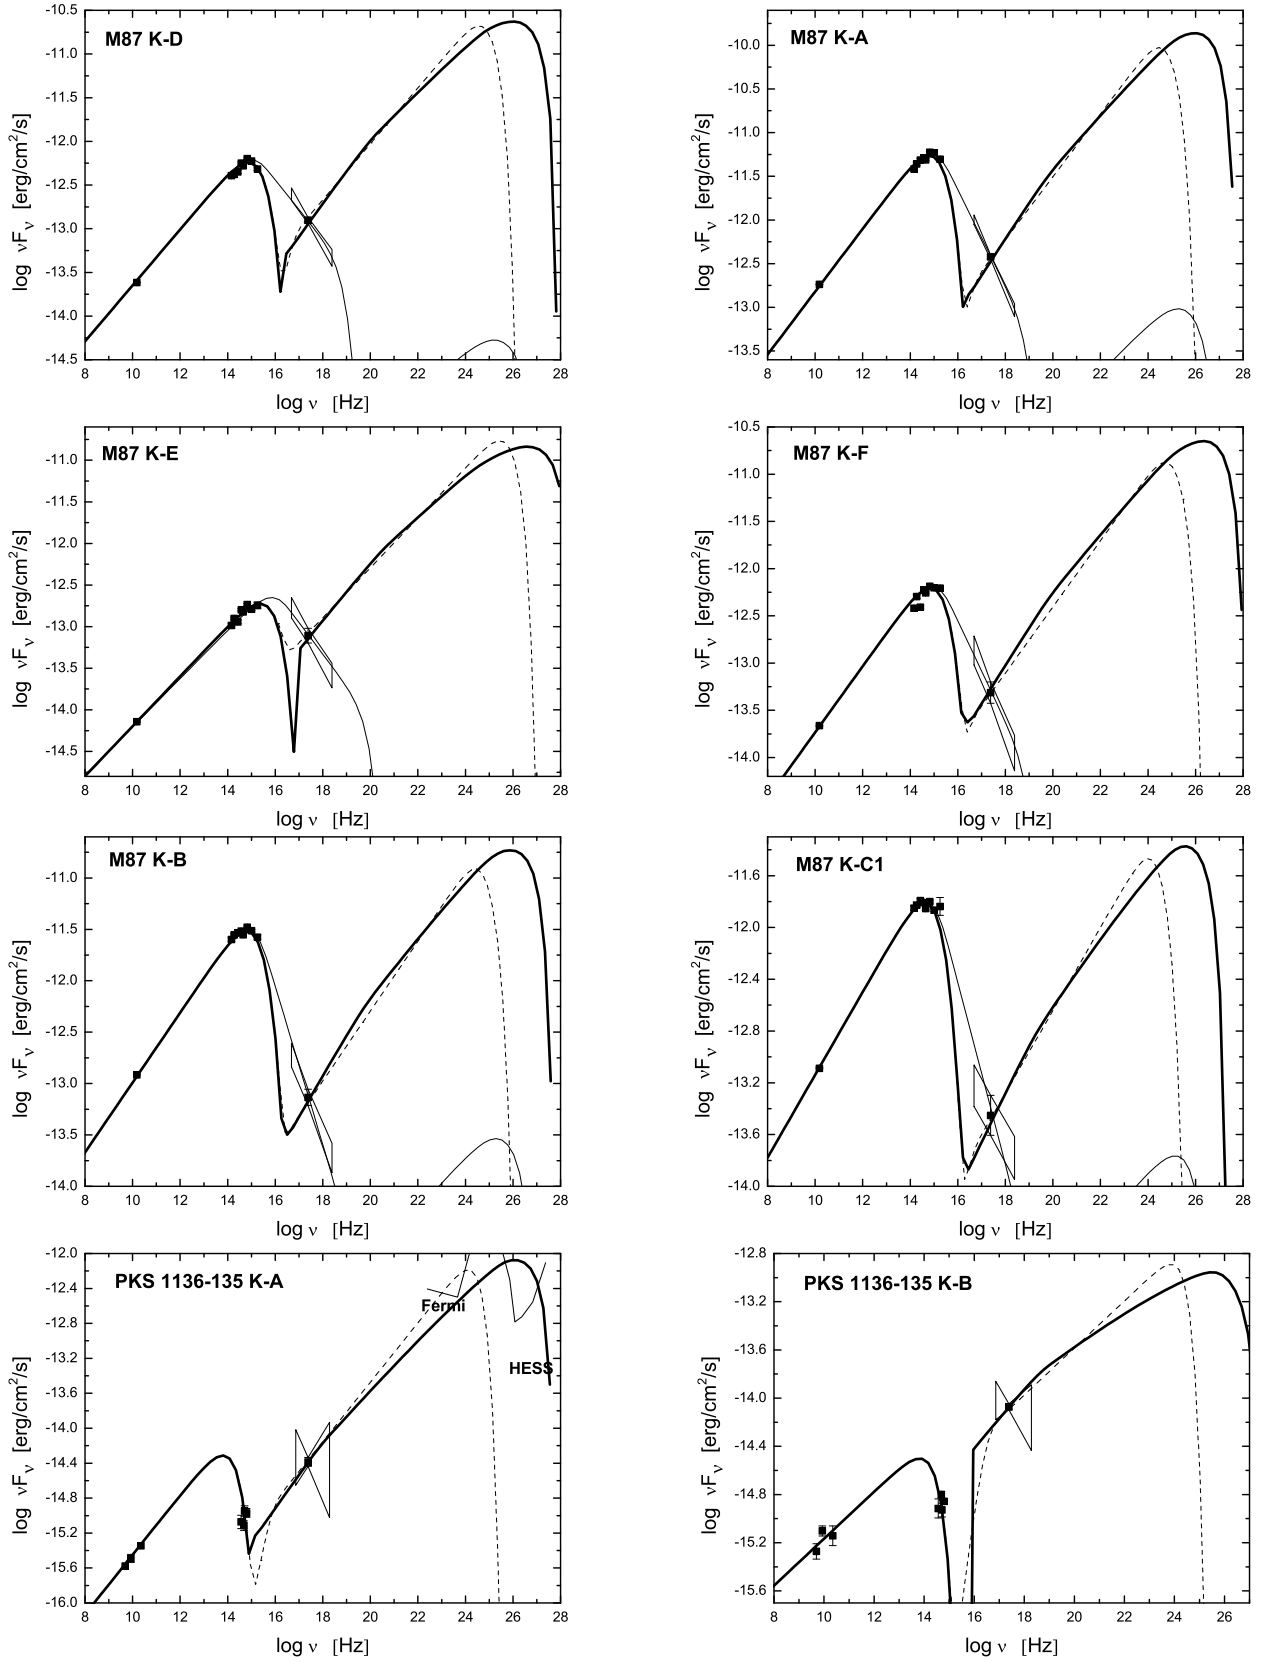 M87 K-D
-10.5
-11.0
-11.5
-12.0
-12.5
-13.0
-13.5
-14.0
-14.5
log νFν [erg/cm²/s]
8 10 12 14 16 18 20 22 24 26 28
log ν [Hz]
M87 K-A
-10.0
-10.5
-11.0
-11.5
-12.0
-12.5
-13.0
-13.5
log νFν [erg/cm²/s]
8 10 12 14 16 18 20 22 24 26 28
log ν [Hz]
M87 K-E
-11.0
-11.5
-12.0
-12.5
-13.0
-13.5
-14.0
-14.5
log νFν [erg/cm²/s]
8 10 12 14 16 18 20 22 24 26 28
log ν [Hz]
M87 K-F
-10.5
-11.0
-11.5
-12.0
-12.5
-13.0
-13.5
-14.0
log νFν [erg/cm²/s]
8 10 12 14 16 18 20 22 24 26 28
log ν [Hz]
M87 K-B
-11.0
-11.5
-12.0
-12.5
-13.0
-13.5
-14.0
log νFν [erg/cm²/s]
8 10 12 14 16 18 20 22 24 26 28
log ν [Hz]
M87 K-C1
-11.6
-12.0
-12.4
-12.8
-13.2
-13.6
-14.0
log νFν [erg/cm²/s]
8 10 12 14 16 18 20 22 24 26 28
log ν [Hz]
PKS 1136-135 K-A
Fermi
HESS
-12.0
-12.4
-12.8
-13.2
-13.6
-14.0
-14.4
-14.8
-15.2
-15.6
-16.0
log νFν [erg/cm²/s]
8 10 12 14 16 18 20 22 24 26 28
log ν [Hz]
PKS 1136-135 K-B
-12.8
-13.2
-13.6
-14.0
-14.4
-14.8
-15.2
-15.6
log νFν [erg/cm²/s]
8 10 12 14 16 18 20 22 24 26
log ν [Hz]